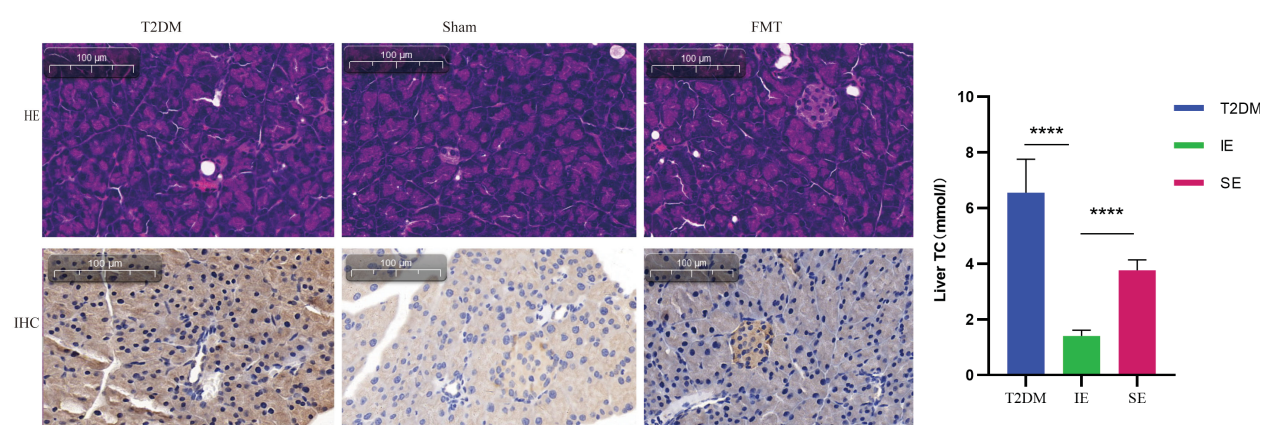 T2DM Sham FMT
HE
100 µm 100 µm 100 µm
IHC
100 µm 100 µm 100 µm
Liver TC(mmol/l)
10
8
6
4
2
0
****
****
T2DM IE SE
T2DM
IE
SE